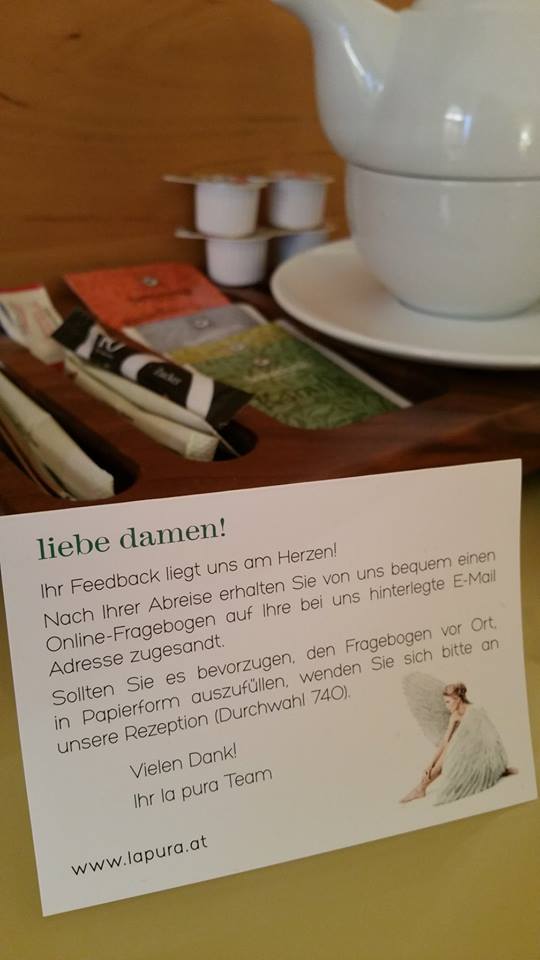 Zucker
liebe damen!
Ihr Feedback liegt uns am Herzen!
Nach Ihrer Abreise erhalten Sie von uns bequem einen
Online-Fragebogen auf Ihre bei uns hinterlegte E-Mail
Adresse zugesandt.
Sollten Sie es bevorzugen, den Fragebogen vor Ort,
in Papierform auszufüllen, wenden Sie sich bitte an
unsere Rezeption (Durchwahl 740).
Vielen Dank!
Ihr la pura Team
www.lapura.at